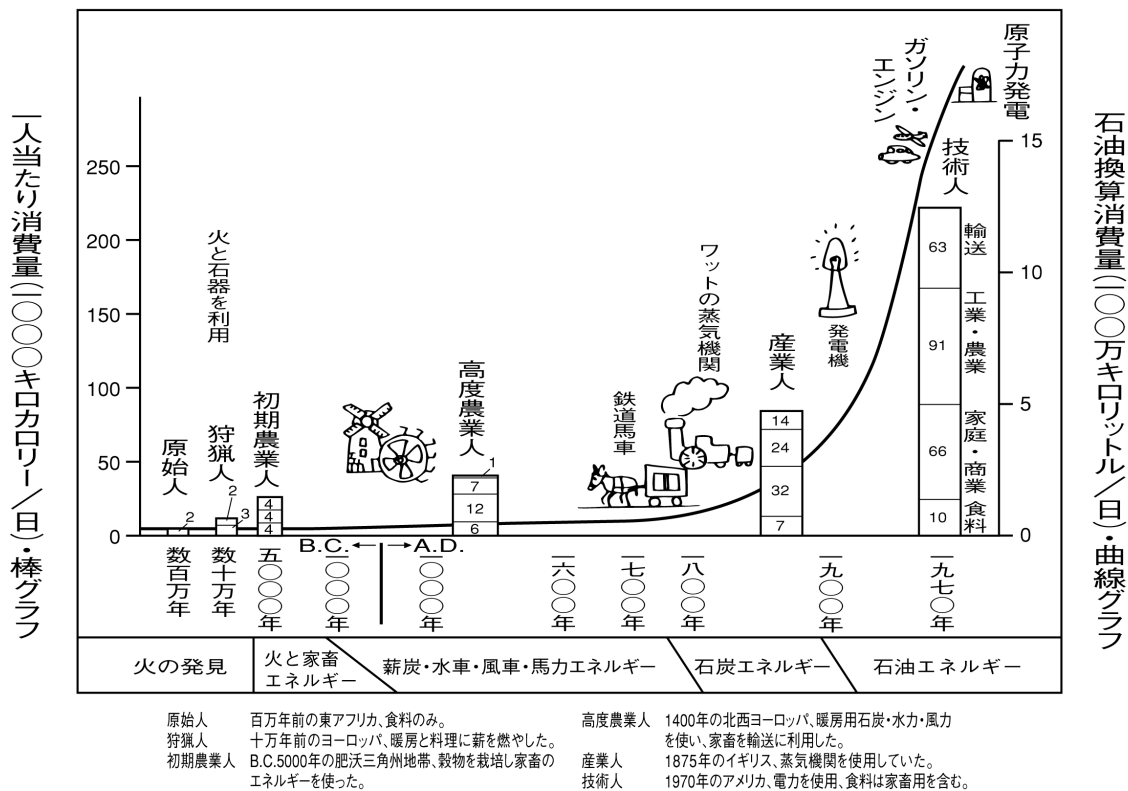 一人当たり消費量(一〇〇〇キロカロリー/日)・棒グラフ
石油換算消費量(一〇〇万キロリットル/日)・曲線グラフ
250
200
150
100
50
0
15
10
5
0
原子力発電
ガソリン・
エンジン
技術人
輸送
63
工業・農業
91
家庭・商業
66
食料
10
発電機
産業人
14
24
32
7
ワットの蒸気機関
鉄道馬車
高度農業人
1
7
12
6
初期農業人
4
4
4
火と石器を利用
狩猟人
2
3
原始人
2
B.C.
A.D.
数百万年
数十万年
五〇〇〇年
一〇〇〇年
一〇〇〇年
一六〇〇年
一七〇〇年
一八〇〇年
一九〇〇年
一九七〇年
火の発見
火と家畜
エネルギー
薪炭・水車・風車・馬力エネルギー
石炭エネルギー
石油エネルギー
原始人 百万年前の東アフリカ、食料のみ。
狩猟人 十万年前のヨーロッパ、暖房と料理に薪を燃やした。
初期農業人 B.C.5000年の肥沃三角州地帯、穀物を栽培し家畜の
エネルギーを使った。
高度農業人 1400年の北西ヨーロッパ、暖房用石炭・水力・風力
を使い、家畜を輸送に利用した。
産業人 1875年のイギリス、蒸気機関を使用していた。
技術人 1970年のアメリカ、電力を使用、食料は家畜用を含む。